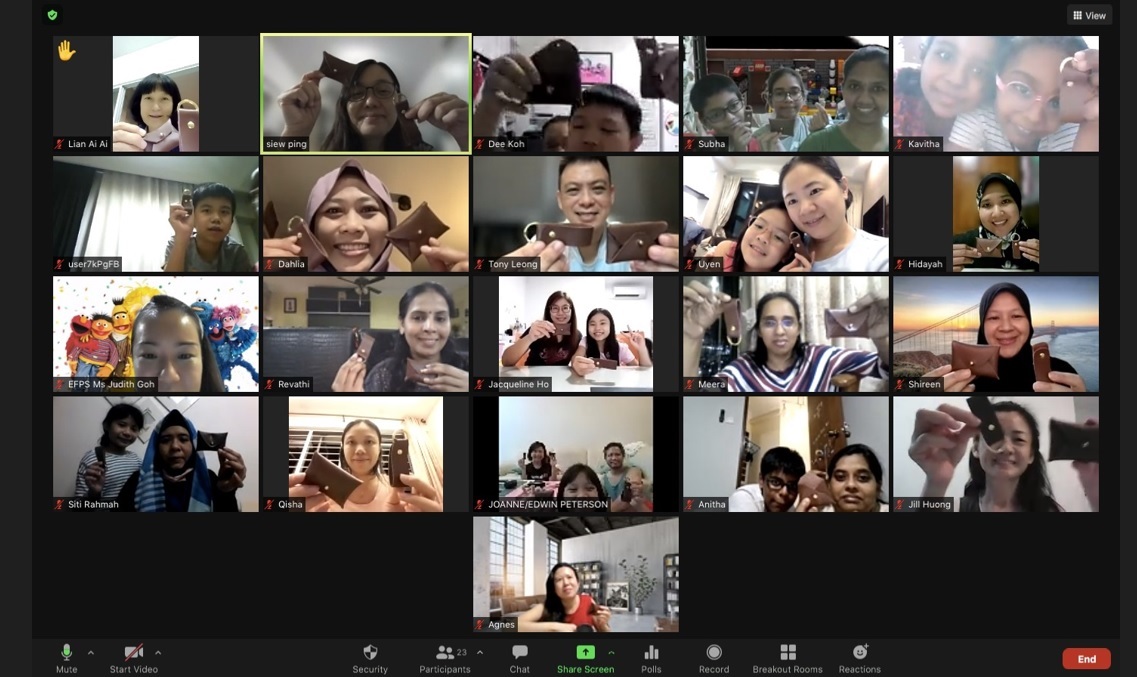 View
Lian Ai Ai
siew ping
Dee Koh
Subha
Kavitha
user7kPgFB
Dahlia
Tony Leong
Uyen
Hidayah
EFPS Ms Judith Goh
Revathi
Jacqueline Ho
Meera
Shireen
Siti Rahmah
Qisha
JOANNE/EDWIN PETERSON
Anitha
Jill Huong
Agnes
Mute
Start Video
Security
Participants
23
Chat
Share Screen
Polls
Record
Breakout Rooms
Reactions
End